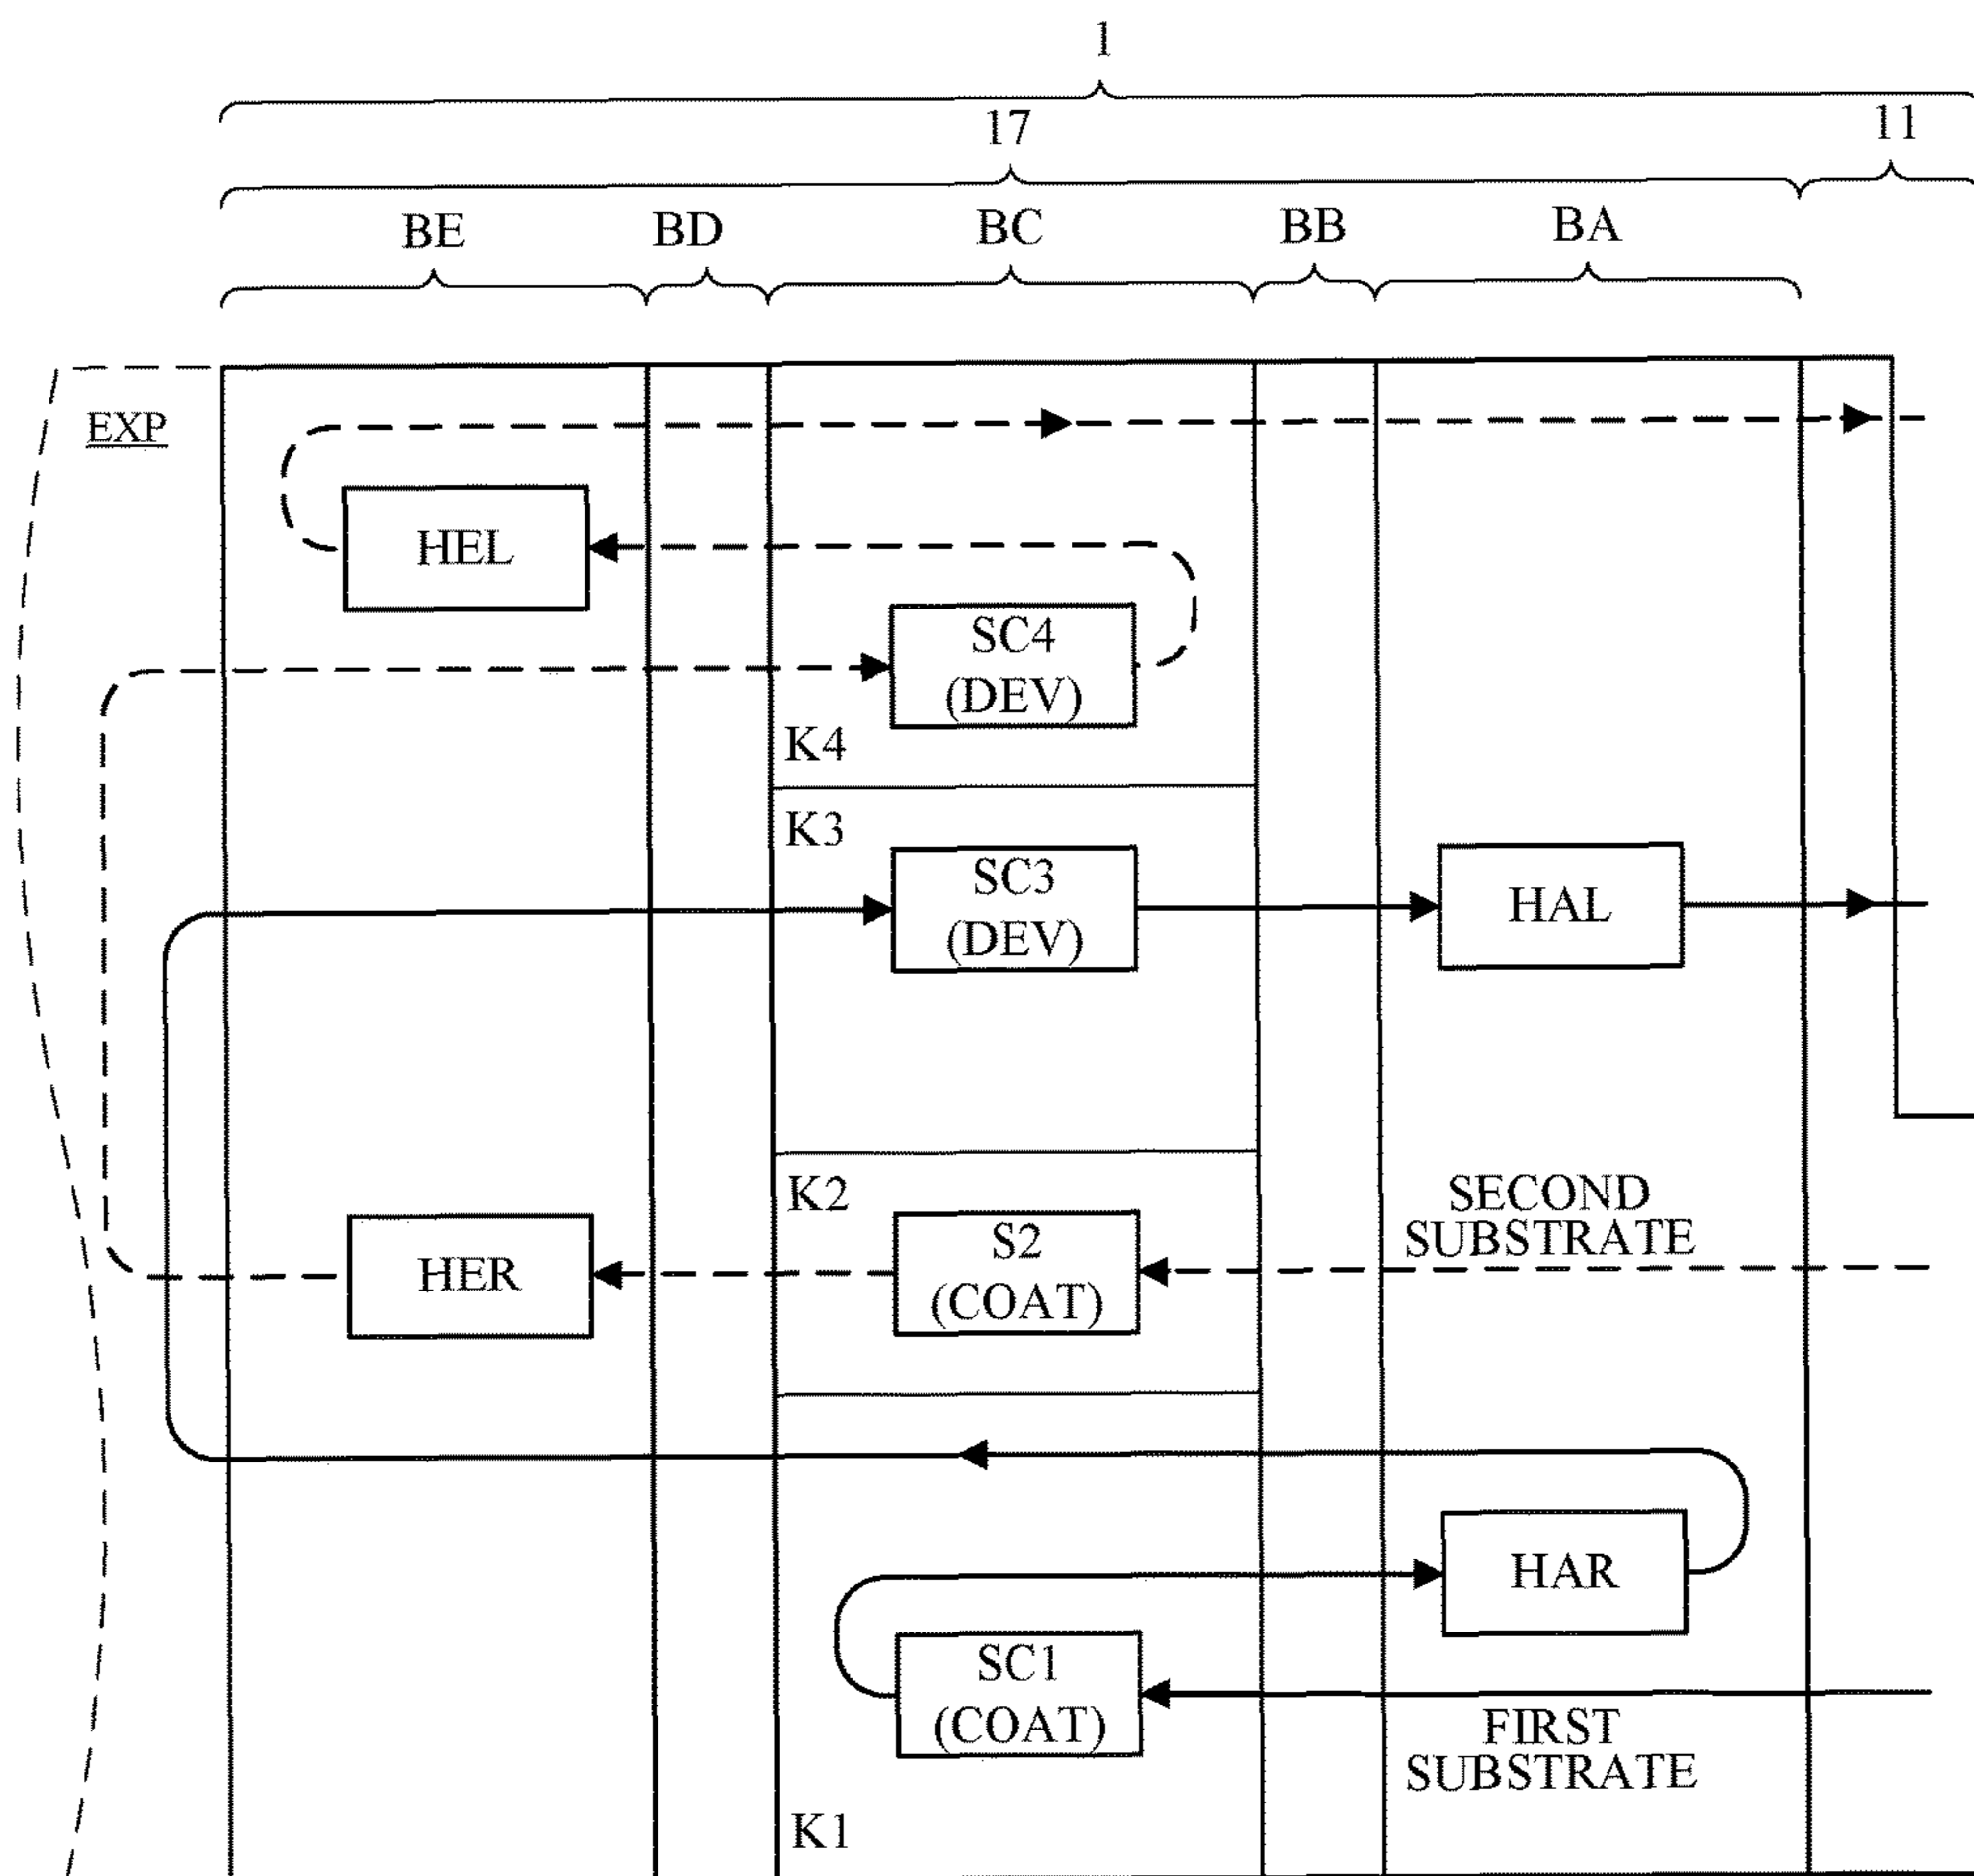 1
17
11
BE
BD
BC
BB
BA
EXP
HEL
SC4
(DEV)
K4
K3
SC3
(DEV)
HAL
K2
S2
(COAT)
SECOND
SUBSTRATE
HER
HAR
SC1
(COAT)
FIRST
SUBSTRATE
K1